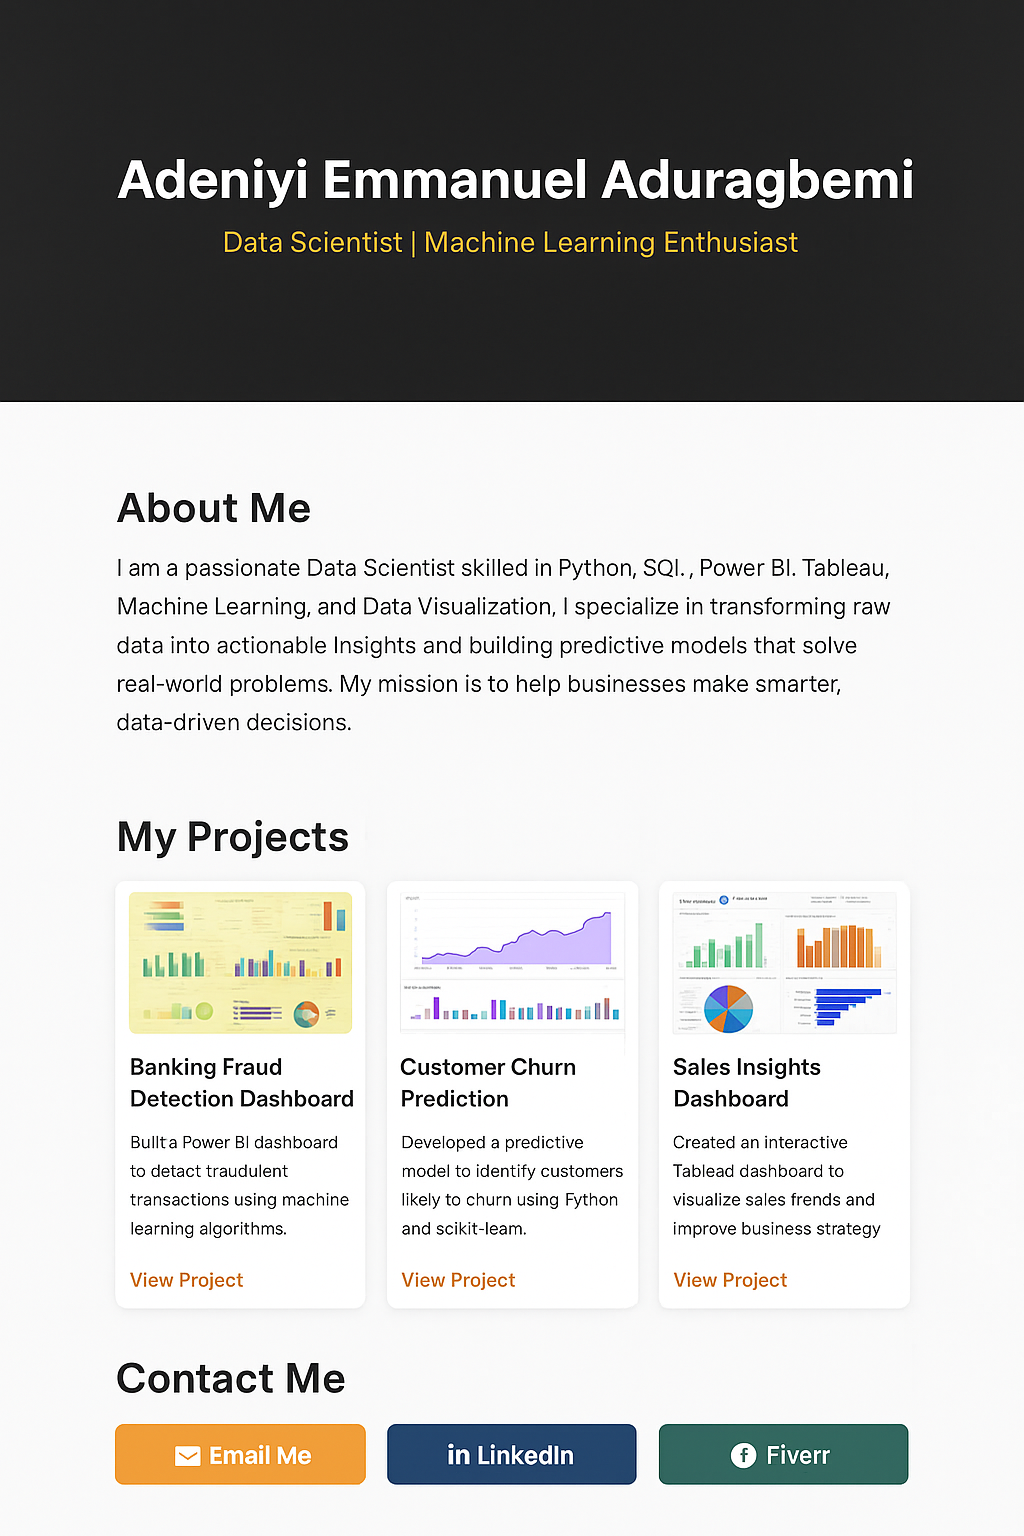 Adeniyi Emmanuel Aduragbemi
Data Scientist | Machine Learning Enthusiast
About Me
I am a passionate Data Scientist skilled in Python, SQl., Power BI. Tableau,
Machine Learning, and Data Visualization, I specialize in transforming raw
data into actionable Insights and building predictive models that solve
real-world problems. My mission is to help businesses make smarter,
data-driven decisions.
My Projects
Banking Fraud
Detection Dashboard
Bullt a Power BI dashboard
to detact traudulent
transactions using machine
learning algorithms.
View Project
Customer Churn
Prediction
Developed a predictive
model to identify customers
likely to churn using Fython
and scikit-leam.
View Project
Sales Insights
Dashboard
Created an interactive
Tablead dashboard to
visualize sales frends and
improve business strategy
View Project
Contact Me
Email Me
in LinkedIn
f Fiverr